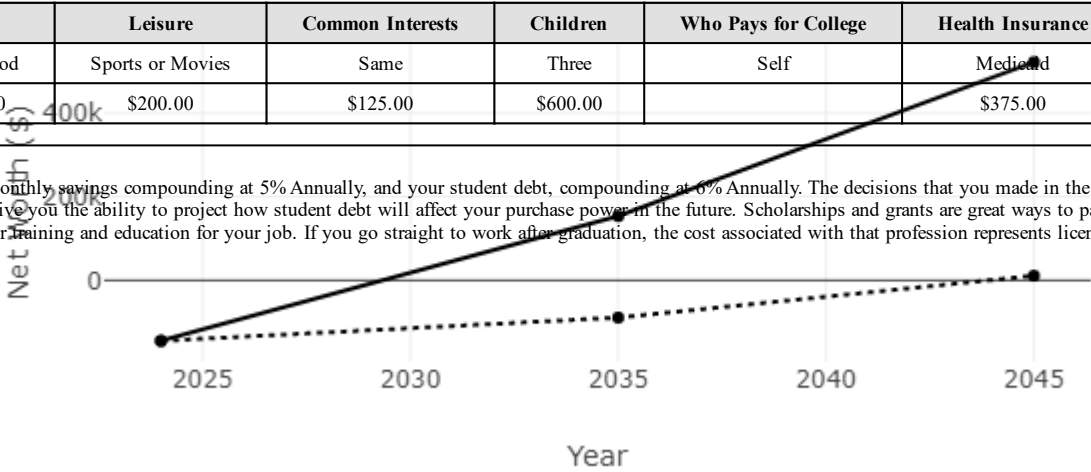 Leisure Common Interests Children Who Pays for College Health Insurance
od Sports or Movies Same Three Self Medicaid
0 $200.00 $125.00 $600.00 $375.00
400k
200k
0
Net Worth ($)
onthly savings compounding at 5% Annually, and your student debt, compounding at 6% Annually. The decisions that you made in the
ive you the ability to project how student debt will affect your purchase power in the future. Scholarships and grants are great ways to pa
r training and education for your job. If you go straight to work after graduation, the cost associated with that profession represents licen
2025 2030 2035 2040 2045
Year